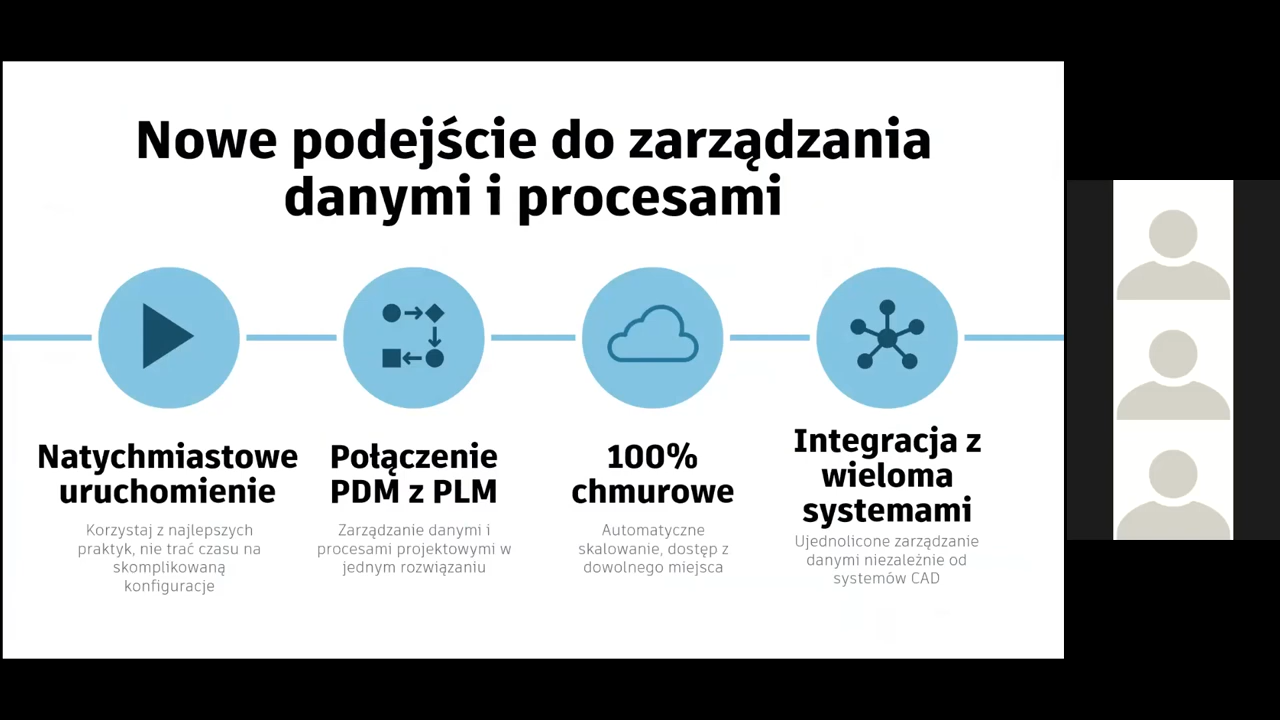 Nowe podejście do zarządzania
danymi i procesami
Natychmiastowe
uruchomienie
Korzystaj z najlepszych
praktyk, nie trać czasu na
skomplikowaną
konfiguracje
Połączenie
PDM z PLM
Zarządzanie danymi i
procesami projektowymi w
jednym rozwiązaniu
100%
chmurowe
Automatyczne
skalowanie, dostęp z
dowolnego miejsca
Integracja z
wieloma
systemami
Ujednolicone zarządzanie
danymi niezależnie od
systemów CAD